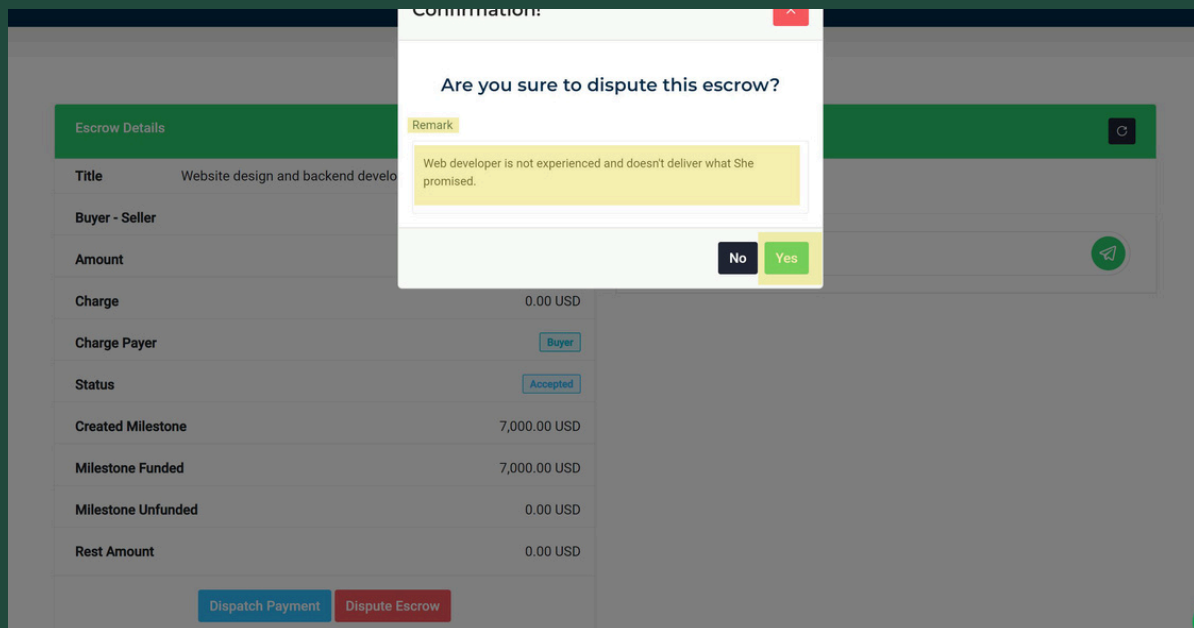 Confirmation!
Are you sure to dispute this escrow?
Remark
Web developer is not experienced and doesn't deliver what She
promised.
No
Yes
Escrow Details
Title Website design and backend develo
Buyer - Seller
Amount
Charge 0.00 USD
Charge Payer Buyer
Status Accepted
Created Milestone 7,000.00 USD
Milestone Funded 7,000.00 USD
Milestone Unfunded 0.00 USD
Rest Amount 0.00 USD
Dispatch Payment Dispute Escrow